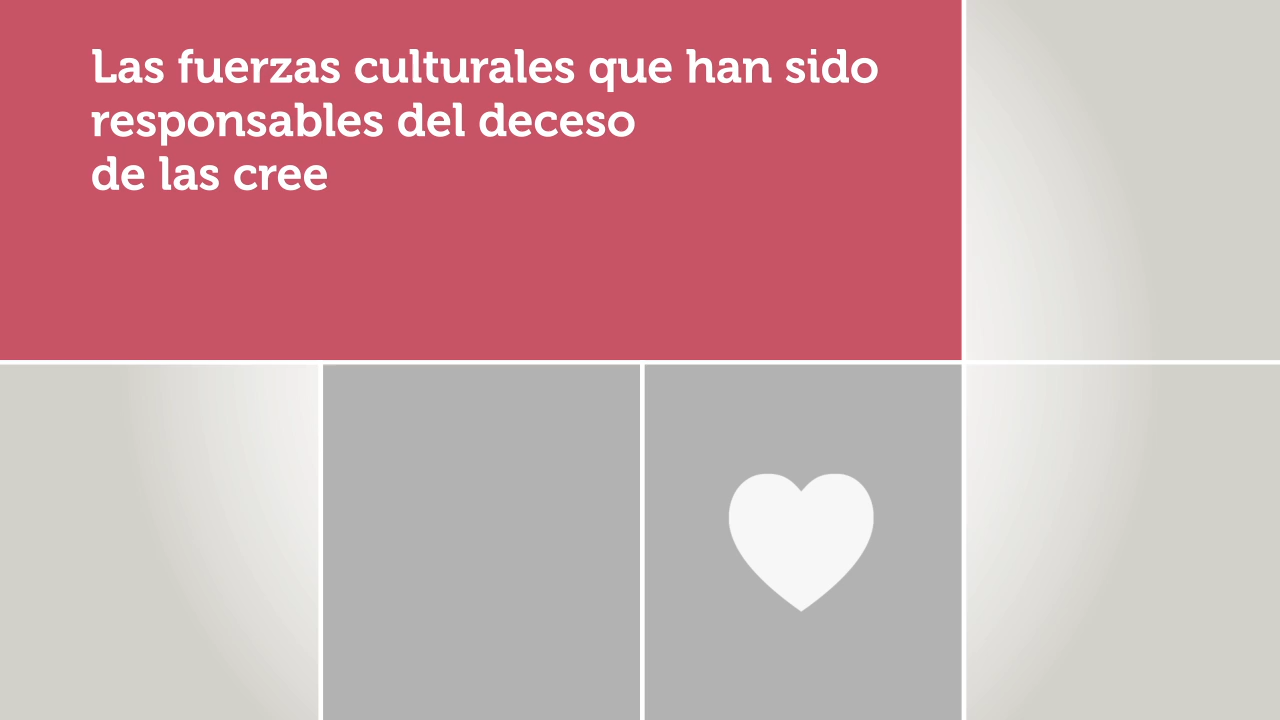 Las fuerzas culturales que han sido
responsables del deceso
de las cree